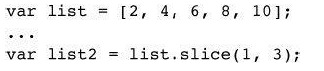 var list = [2, 4, 6, 8, 10];
...
var list2 = list.slice(1, 3);